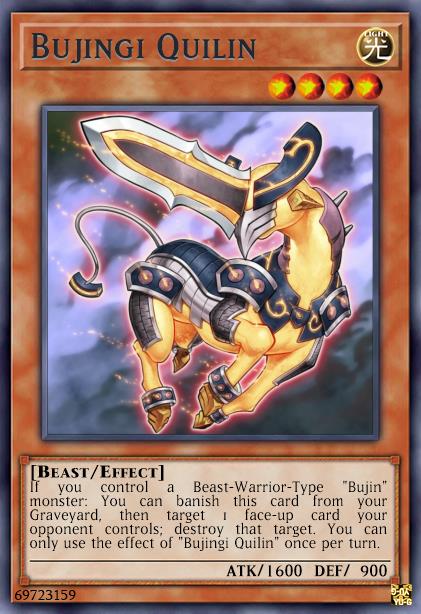 Bujingi Quilin
LIGHT
光
[Beast/Effect]
If you control a Beast-Warrior-Type "Bujin"
monster: You can banish this card from your
Graveyard, then target 1 face-up card your
opponent controls; destroy that target. You can
only use the effect of "Bujingi Quilin" once per turn.
ATK/1600 DEF/ 900
69723159